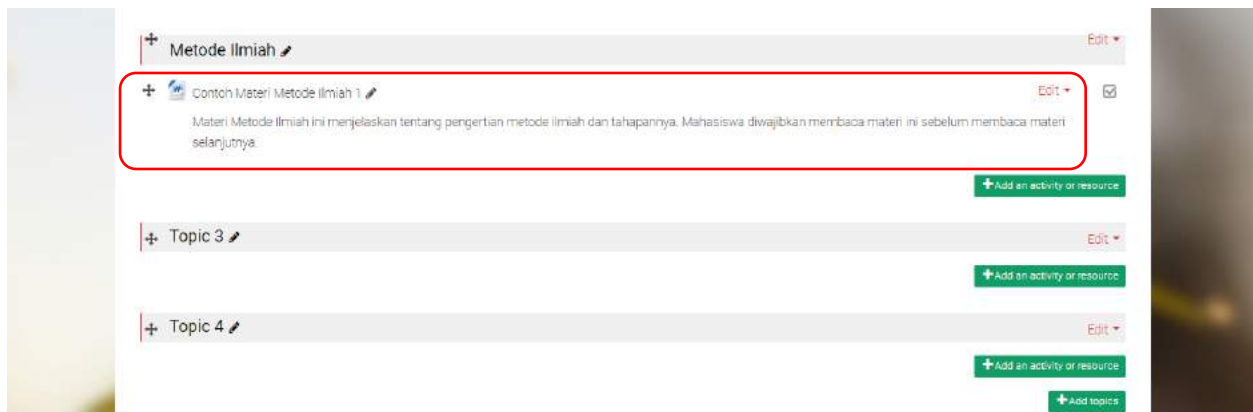 Metode Ilmiah
Edit
Contoh Materi Metode Ilmiah 1
Edit
Materi Metode Ilmiah ini menjelaskan tentang pengertian metode ilmiah dan tahapannya. Mahasiswa diwajibkan membaca materi ini sebelum membaca materi
selanjutnya.
+Add an activity or resource
Topic 3
Edit
+Add an activity or resource
Topic 4
Edit
+Add an activity or resource
+Add topics